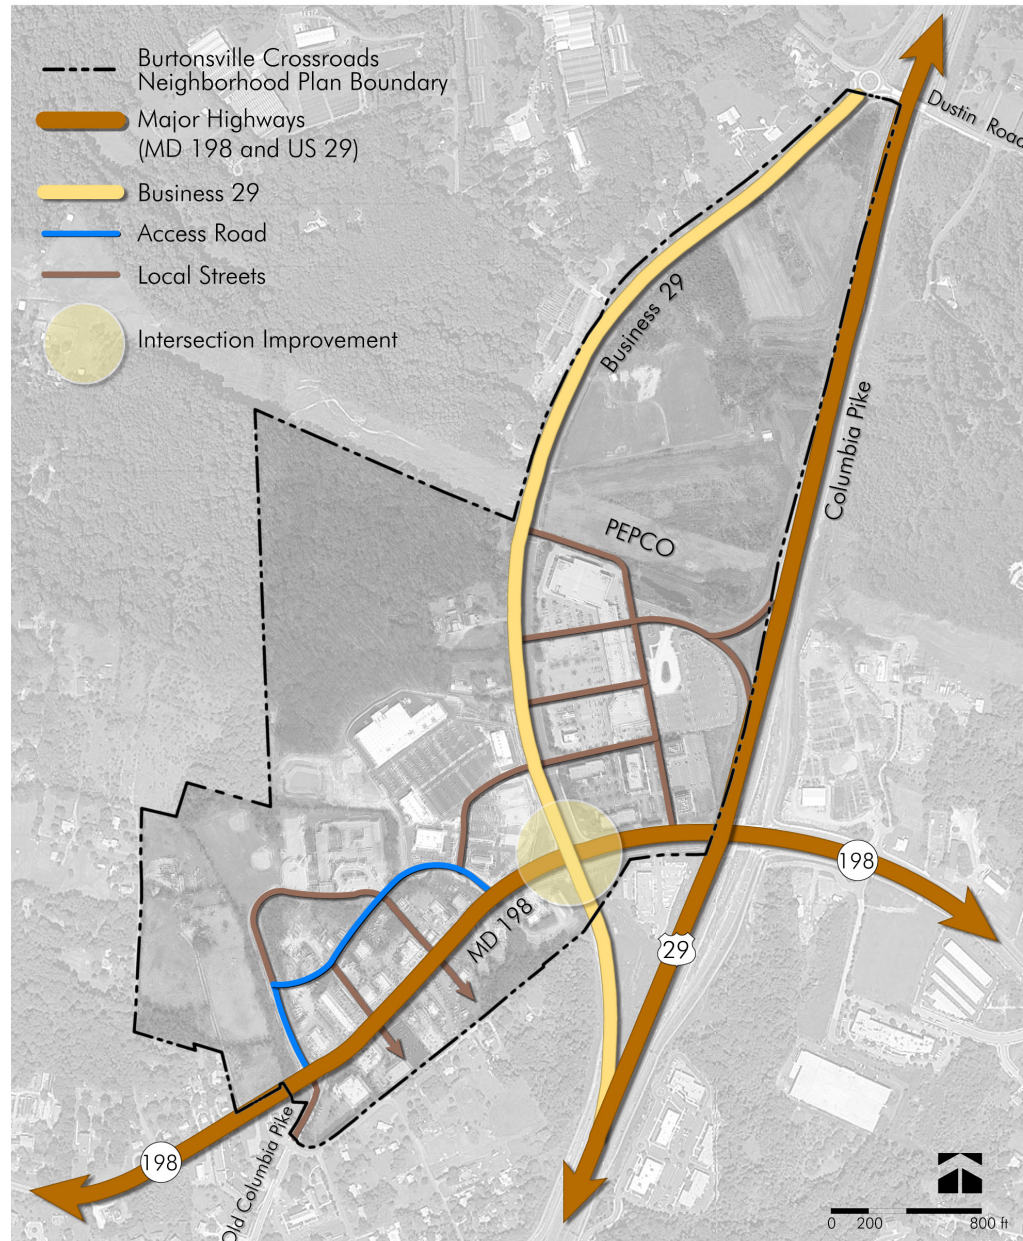 Burtonsville Crossroads
Neighborhood Plan Boundary
Major Highways
(MD 198 and US 29)
Business 29
Access Road
Local Streets
Intersection Improvement
Dustin Road
Business 29
Columbia Pike
PEPCO
MD 198
198
29
198
Old Columbia Pike
0 200 800 ft